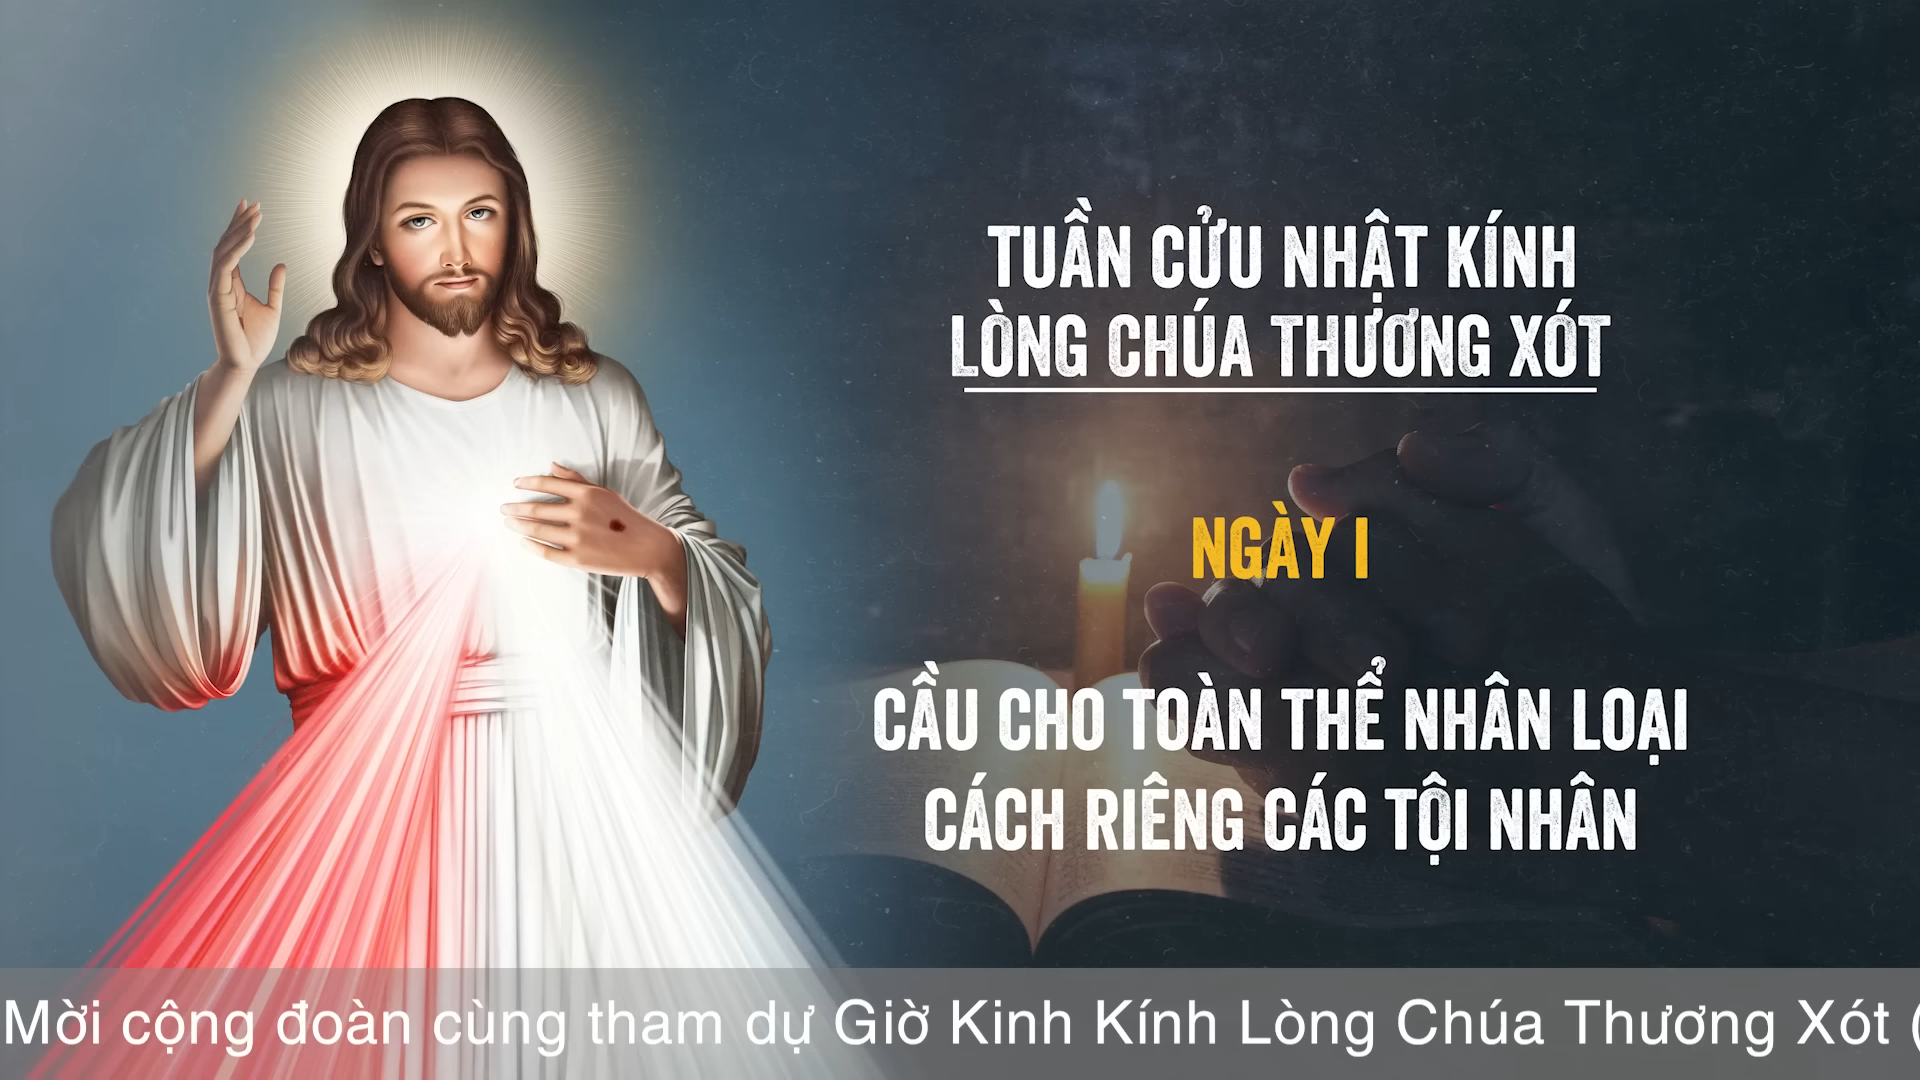 TUẦN CỬU NHẬT KÍNH
LÒNG CHÚA THƯƠNG XÓT
NGÀY I
CẦU CHO TOÀN THỂ NHÂN LOẠI
CÁCH RIÊNG CÁC TỘI NHÂN
Mời cộng đoàn cùng tham dự Giờ Kinh Kính Lòng Chúa Thương Xót (